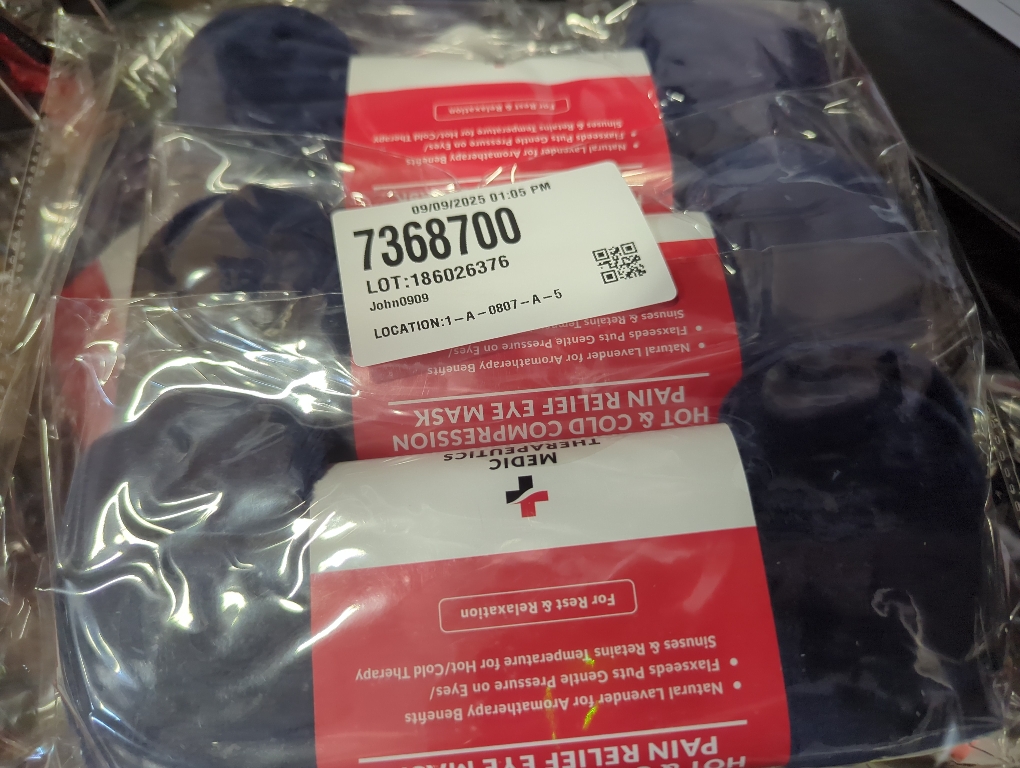 For Rest & Relaxation
Sinuses & Retains Temperature for Hot/Cold Therapy
Flaxseeds Puts Gentle Pressure on Eyes/
Natural Lavender for Aromatherapy Benefits
09/09/2025 01:05 PM
7368700
LOT:186026376
John0909
LOCATION:1-A-0807-A-5
Sinuses & Retains
Flaxseeds Puts Gentle Pressure on Eyes/
Natural Lavender for Aromatherapy Benefits
HOT & COLD COMPRESSION
PAIN RELIEF EYE MASK
MEDIC
THERAPEUTICS
For Rest & Relaxation
Natural Lavender for Aromatherapy Benefits
Flaxseeds Puts Gentle Pressure on Eyes/
Sinuses & Retains Temperature for Hot/Cold Therapy
PAIN RELIEF EYE